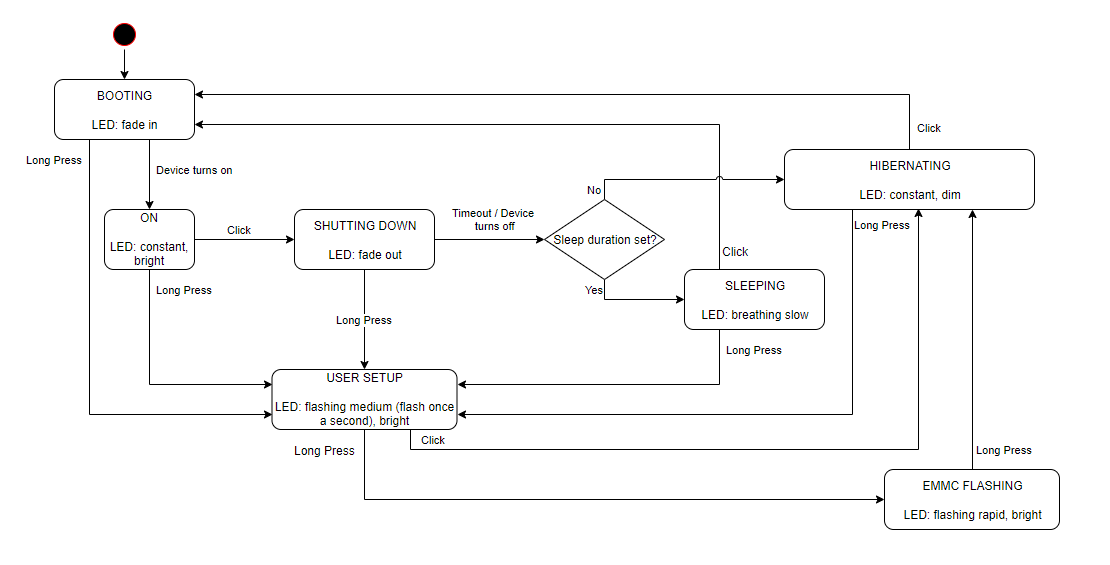 BOOTING
LED: fade in
Click
Long Press
Device turns on
HIBERNATING
LED: constant, dim
No
ON
LED: constant,
bright
Click
SHUTTING DOWN
LED: fade out
Timeout / Device
turns off
Sleep duration set?
Long Press
Click
Yes
SLEEPING
LED: breathing slow
Long Press
Long Press
Long Press
USER SETUP
LED: flashing medium (flash once
a second), bright
Click
Long Press
Long Press
EMMC FLASHING
LED: flashing rapid, bright